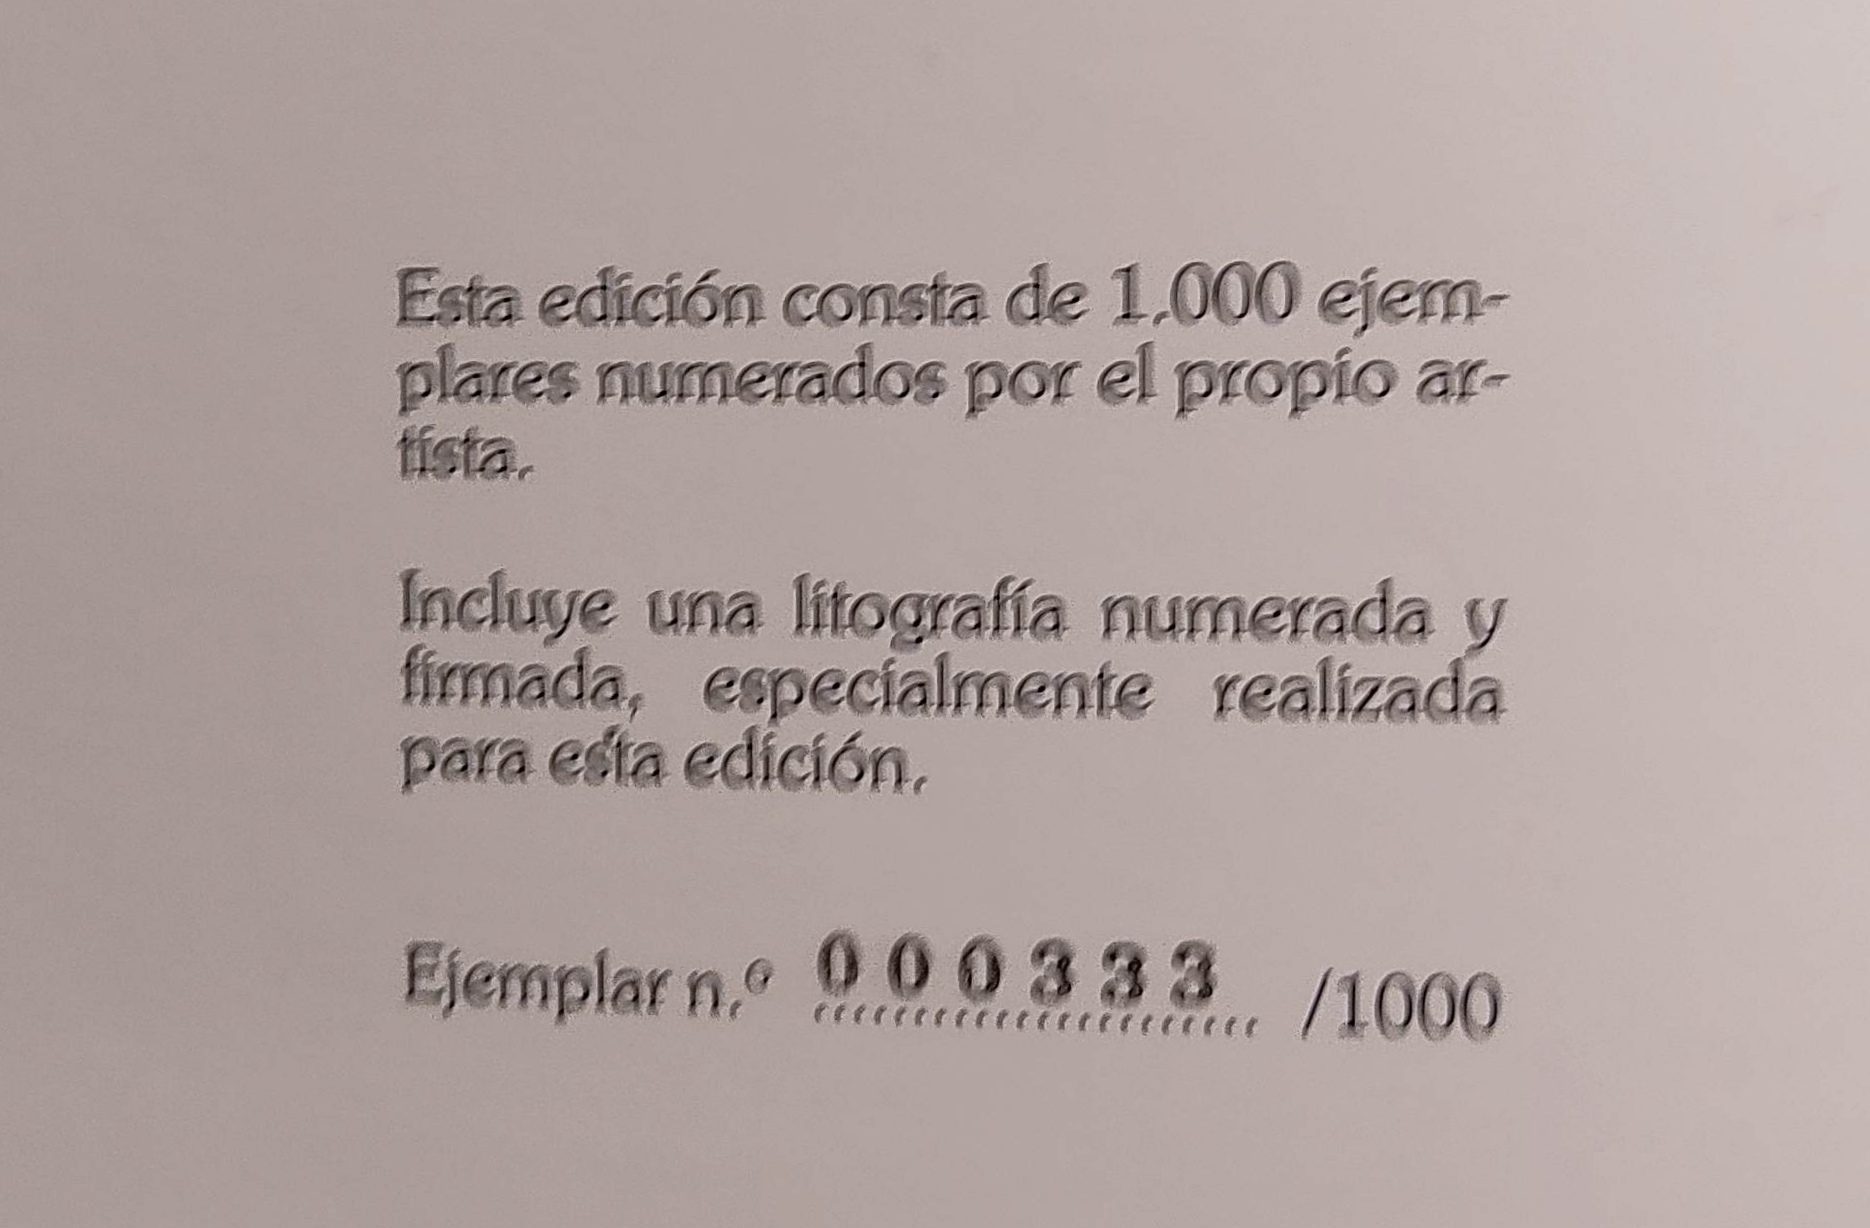 Esta edición consta de 1.000 ejem-
plares numerados por el propio ar-
tista.
Incluye una litografía numerada y
firmada, especialmente realizada
para esta edición.
Ejemplar n.º 000333 /1000